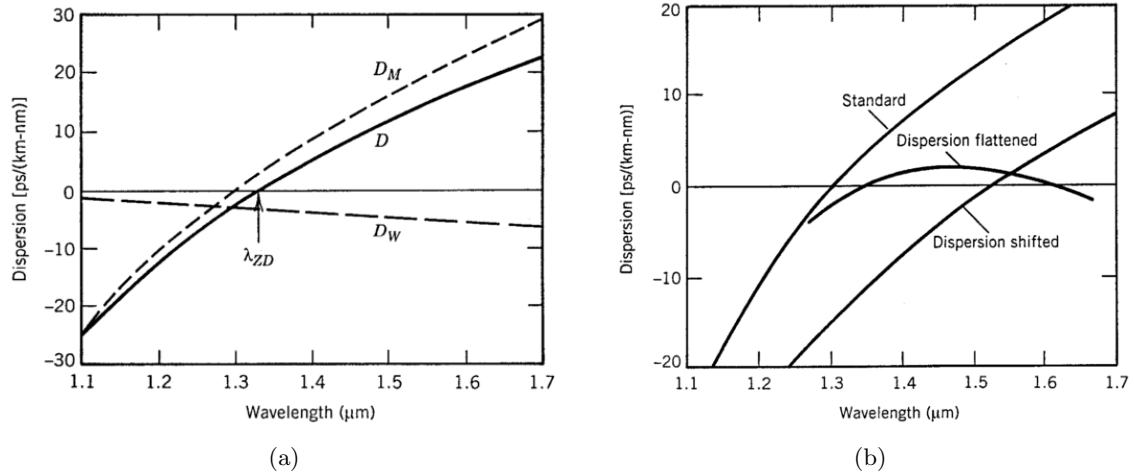 Dispersion [ps/(km-nm)]
30
20
10
0
−10
−20
−30
D_M
D
D_W
λ_ZD
1.1 1.2 1.3 1.4 1.5 1.6 1.7
Wavelength (μm)
(a)
Dispersion [ps/(km-nm)]
20
10
0
−10
−20
Standard
Dispersion flattened
Dispersion shifted
1.1 1.2 1.3 1.4 1.5 1.6 1.7
Wavelength (μm)
(b)